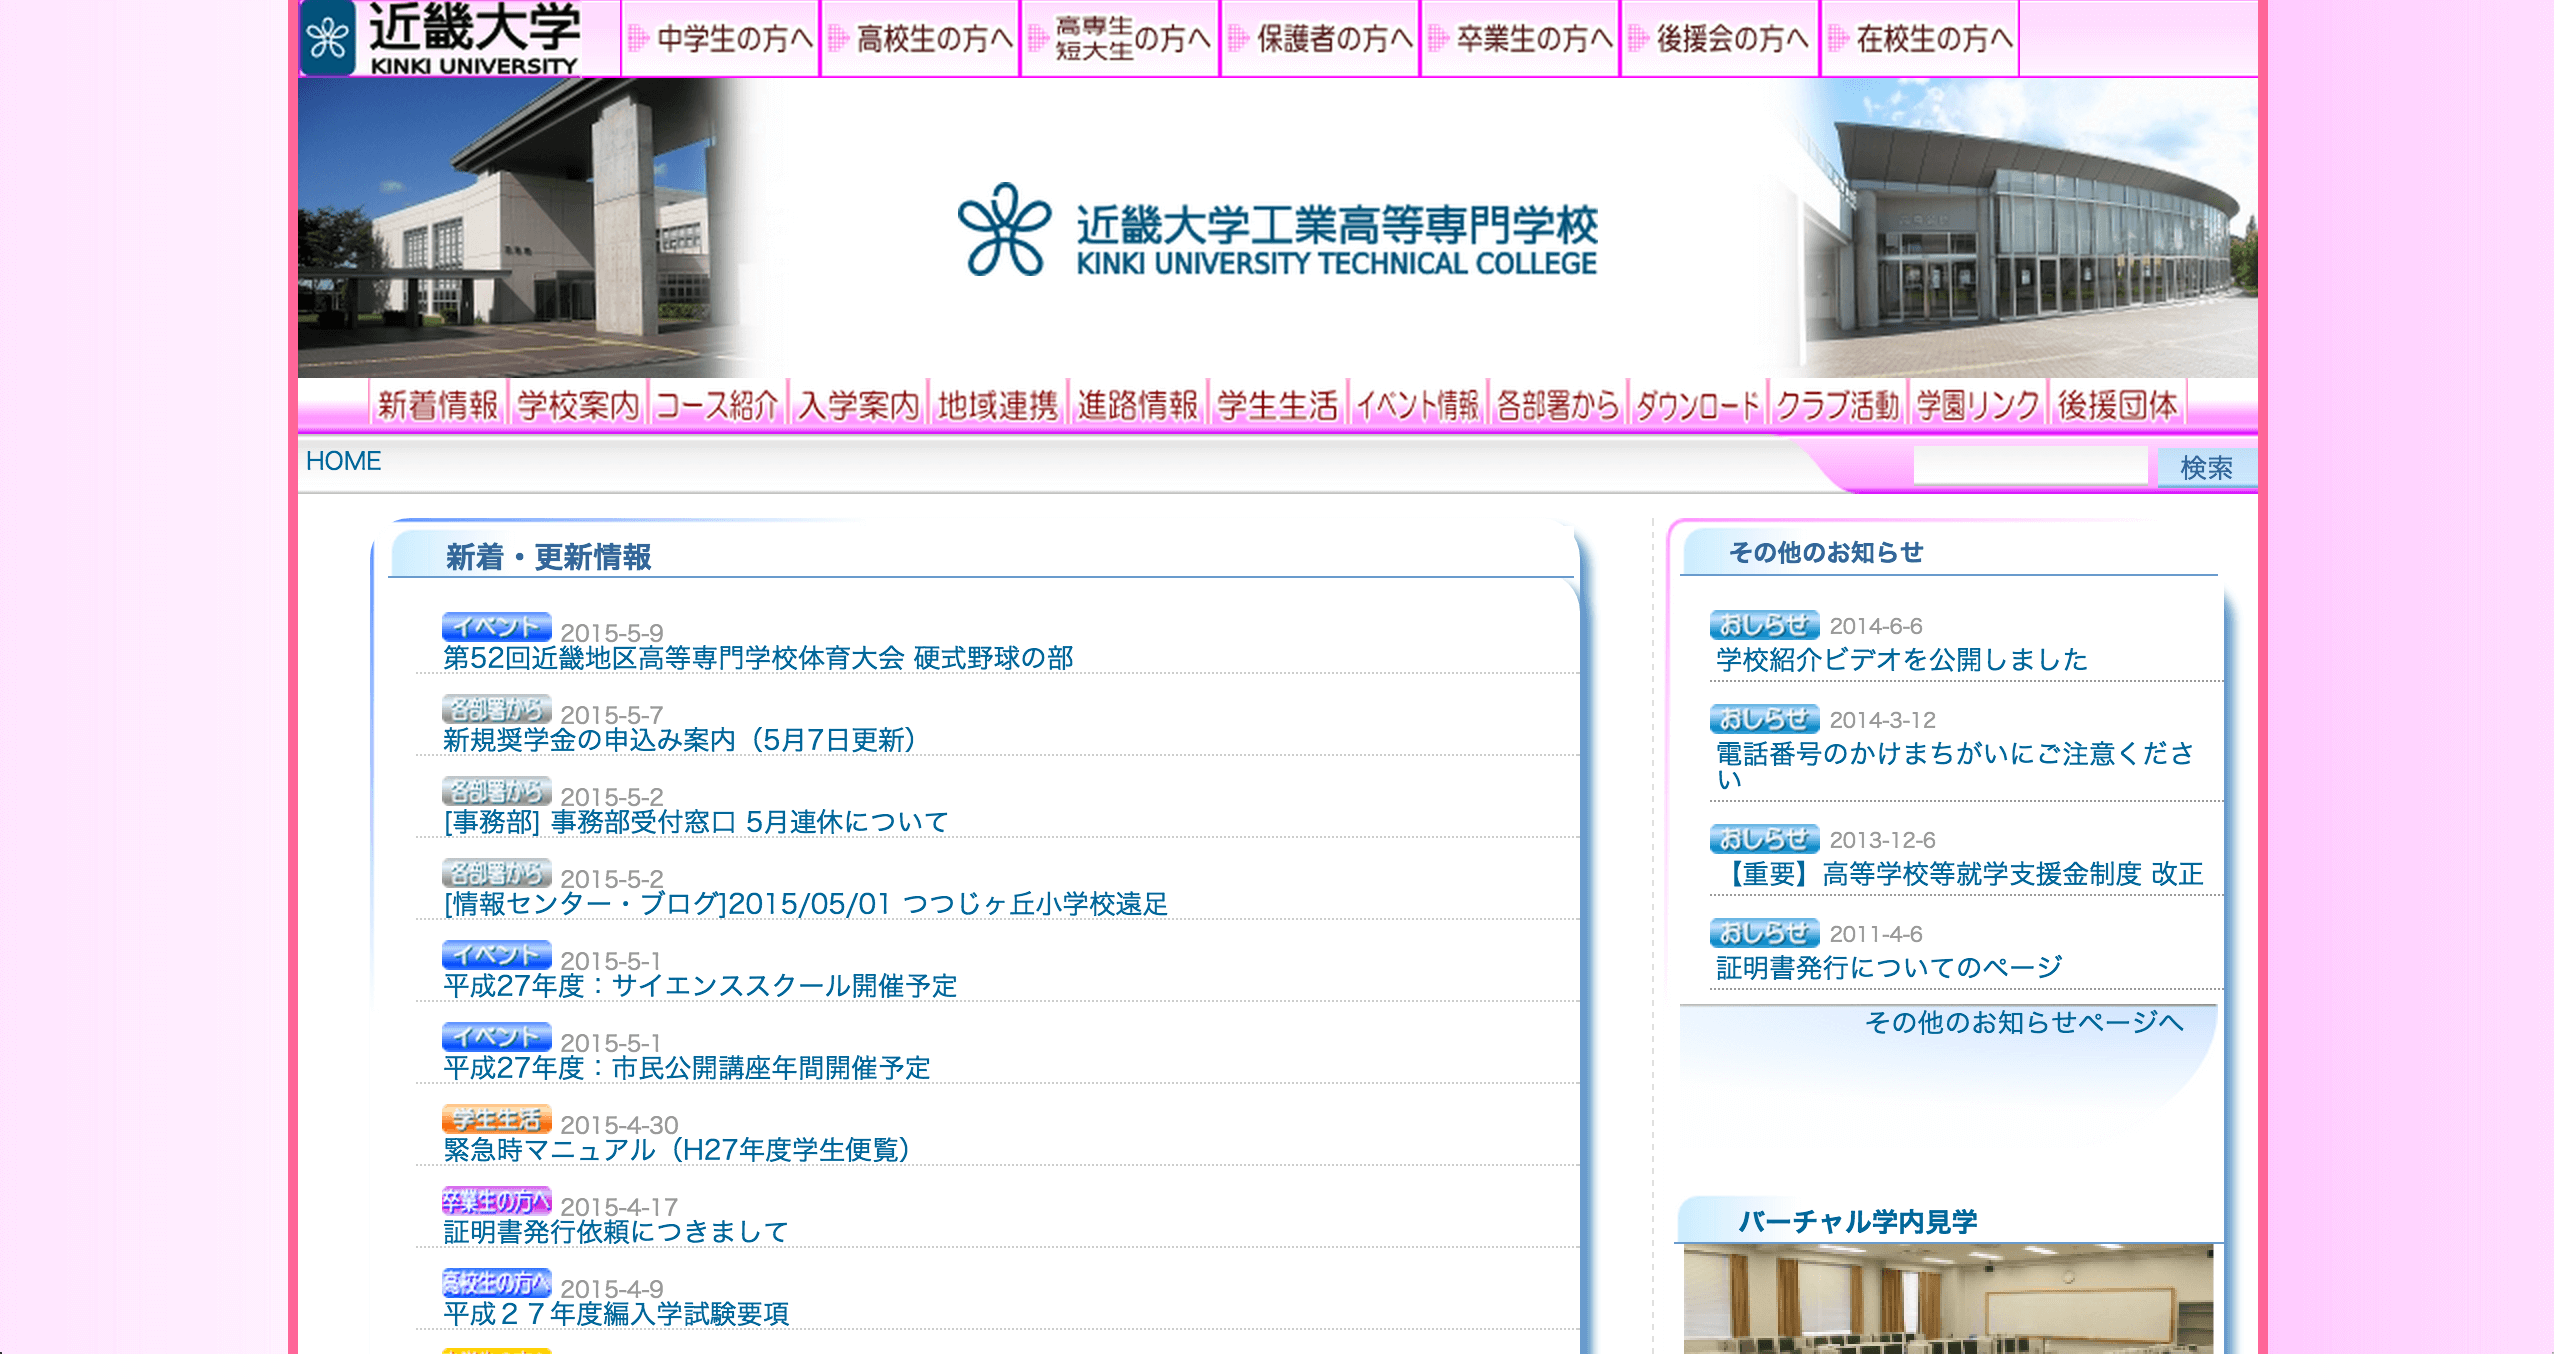 近畿大学
KINKI UNIVERSITY
中学生の方へ
高校生の方へ
高専生
短大生の方へ
保護者の方へ
卒業生の方へ
後援会の方へ
在校生の方へ
近畿大学工業高等専門学校
KINKI UNIVERSITY TECHNICAL COLLEGE
新着情報
学校案内
コース紹介
入学案内
地域連携
進路情報
学生生活
イベント情報
各部署から
ダウンロード
クラブ活動
学園リンク
後援団体
HOME
検索
新着・更新情報
イベント 2015-5-9
第52回近畿地区高等専門学校体育大会 硬式野球の部
各部署から 2015-5-7
新規奨学金の申込み案内（5月7日更新）
各部署から 2015-5-2
[事務部] 事務部受付窓口 5月連休について
各部署から 2015-5-2
[情報センター・ブログ]2015/05/01 つつじヶ丘小学校遠足
イベント 2015-5-1
平成27年度：サイエンススクール開催予定
イベント 2015-5-1
平成27年度：市民公開講座年間開催予定
学生生活 2015-4-30
緊急時マニュアル（H27年度学生便覧）
卒業生の方へ 2015-4-17
証明書発行依頼につきまして
高校生の方へ 2015-4-9
平成２７年度編入学試験要項
その他のお知らせ
おしらせ 2014-6-6
学校紹介ビデオを公開しました
おしらせ 2014-3-12
電話番号のかけまちがいにご注意くださ
い
おしらせ 2013-12-6
【重要】高等学校等就学支援金制度 改正
おしらせ 2011-4-6
証明書発行についてのページ
その他のお知らせページへ
バーチャル学内見学